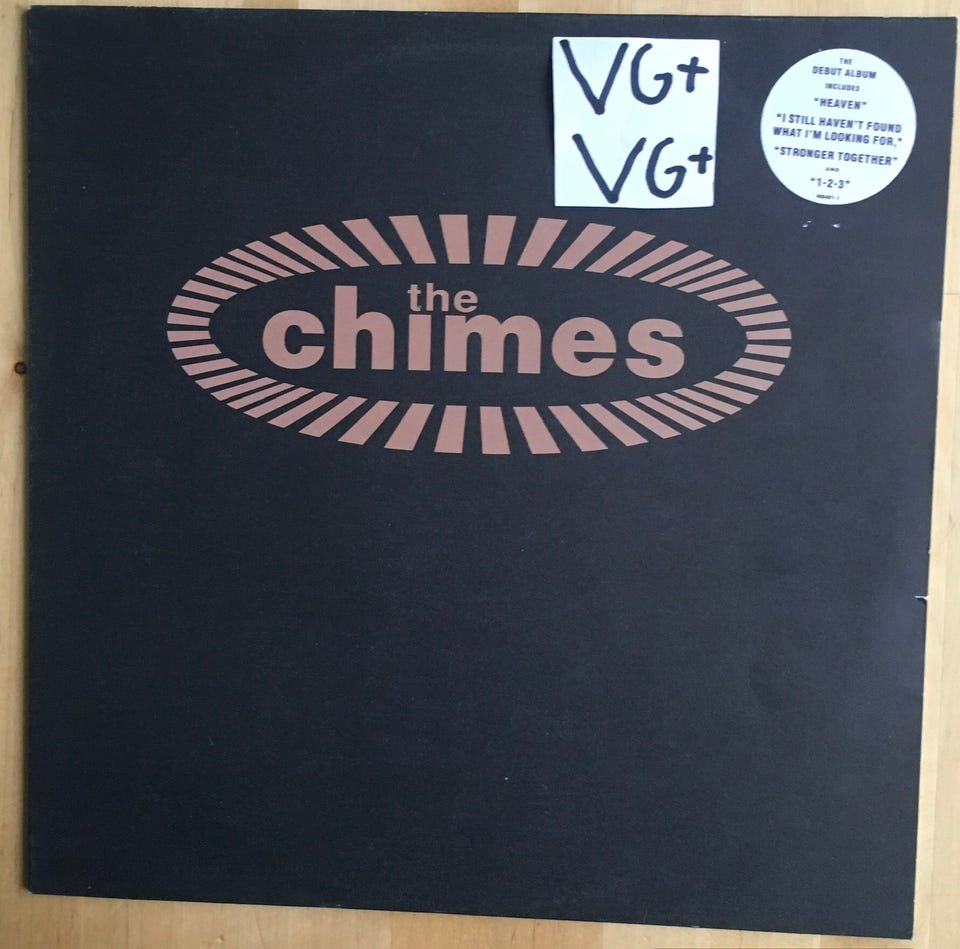 VG+
VG+
THE
DEBUT ALBUM
INCLUDES
"HEAVEN"
"I STILL HAVEN'T FOUND
WHAT I'M LOOKING FOR,"
"STRONGER TOGETHER"
AND
"1-2-3"
the
chimes